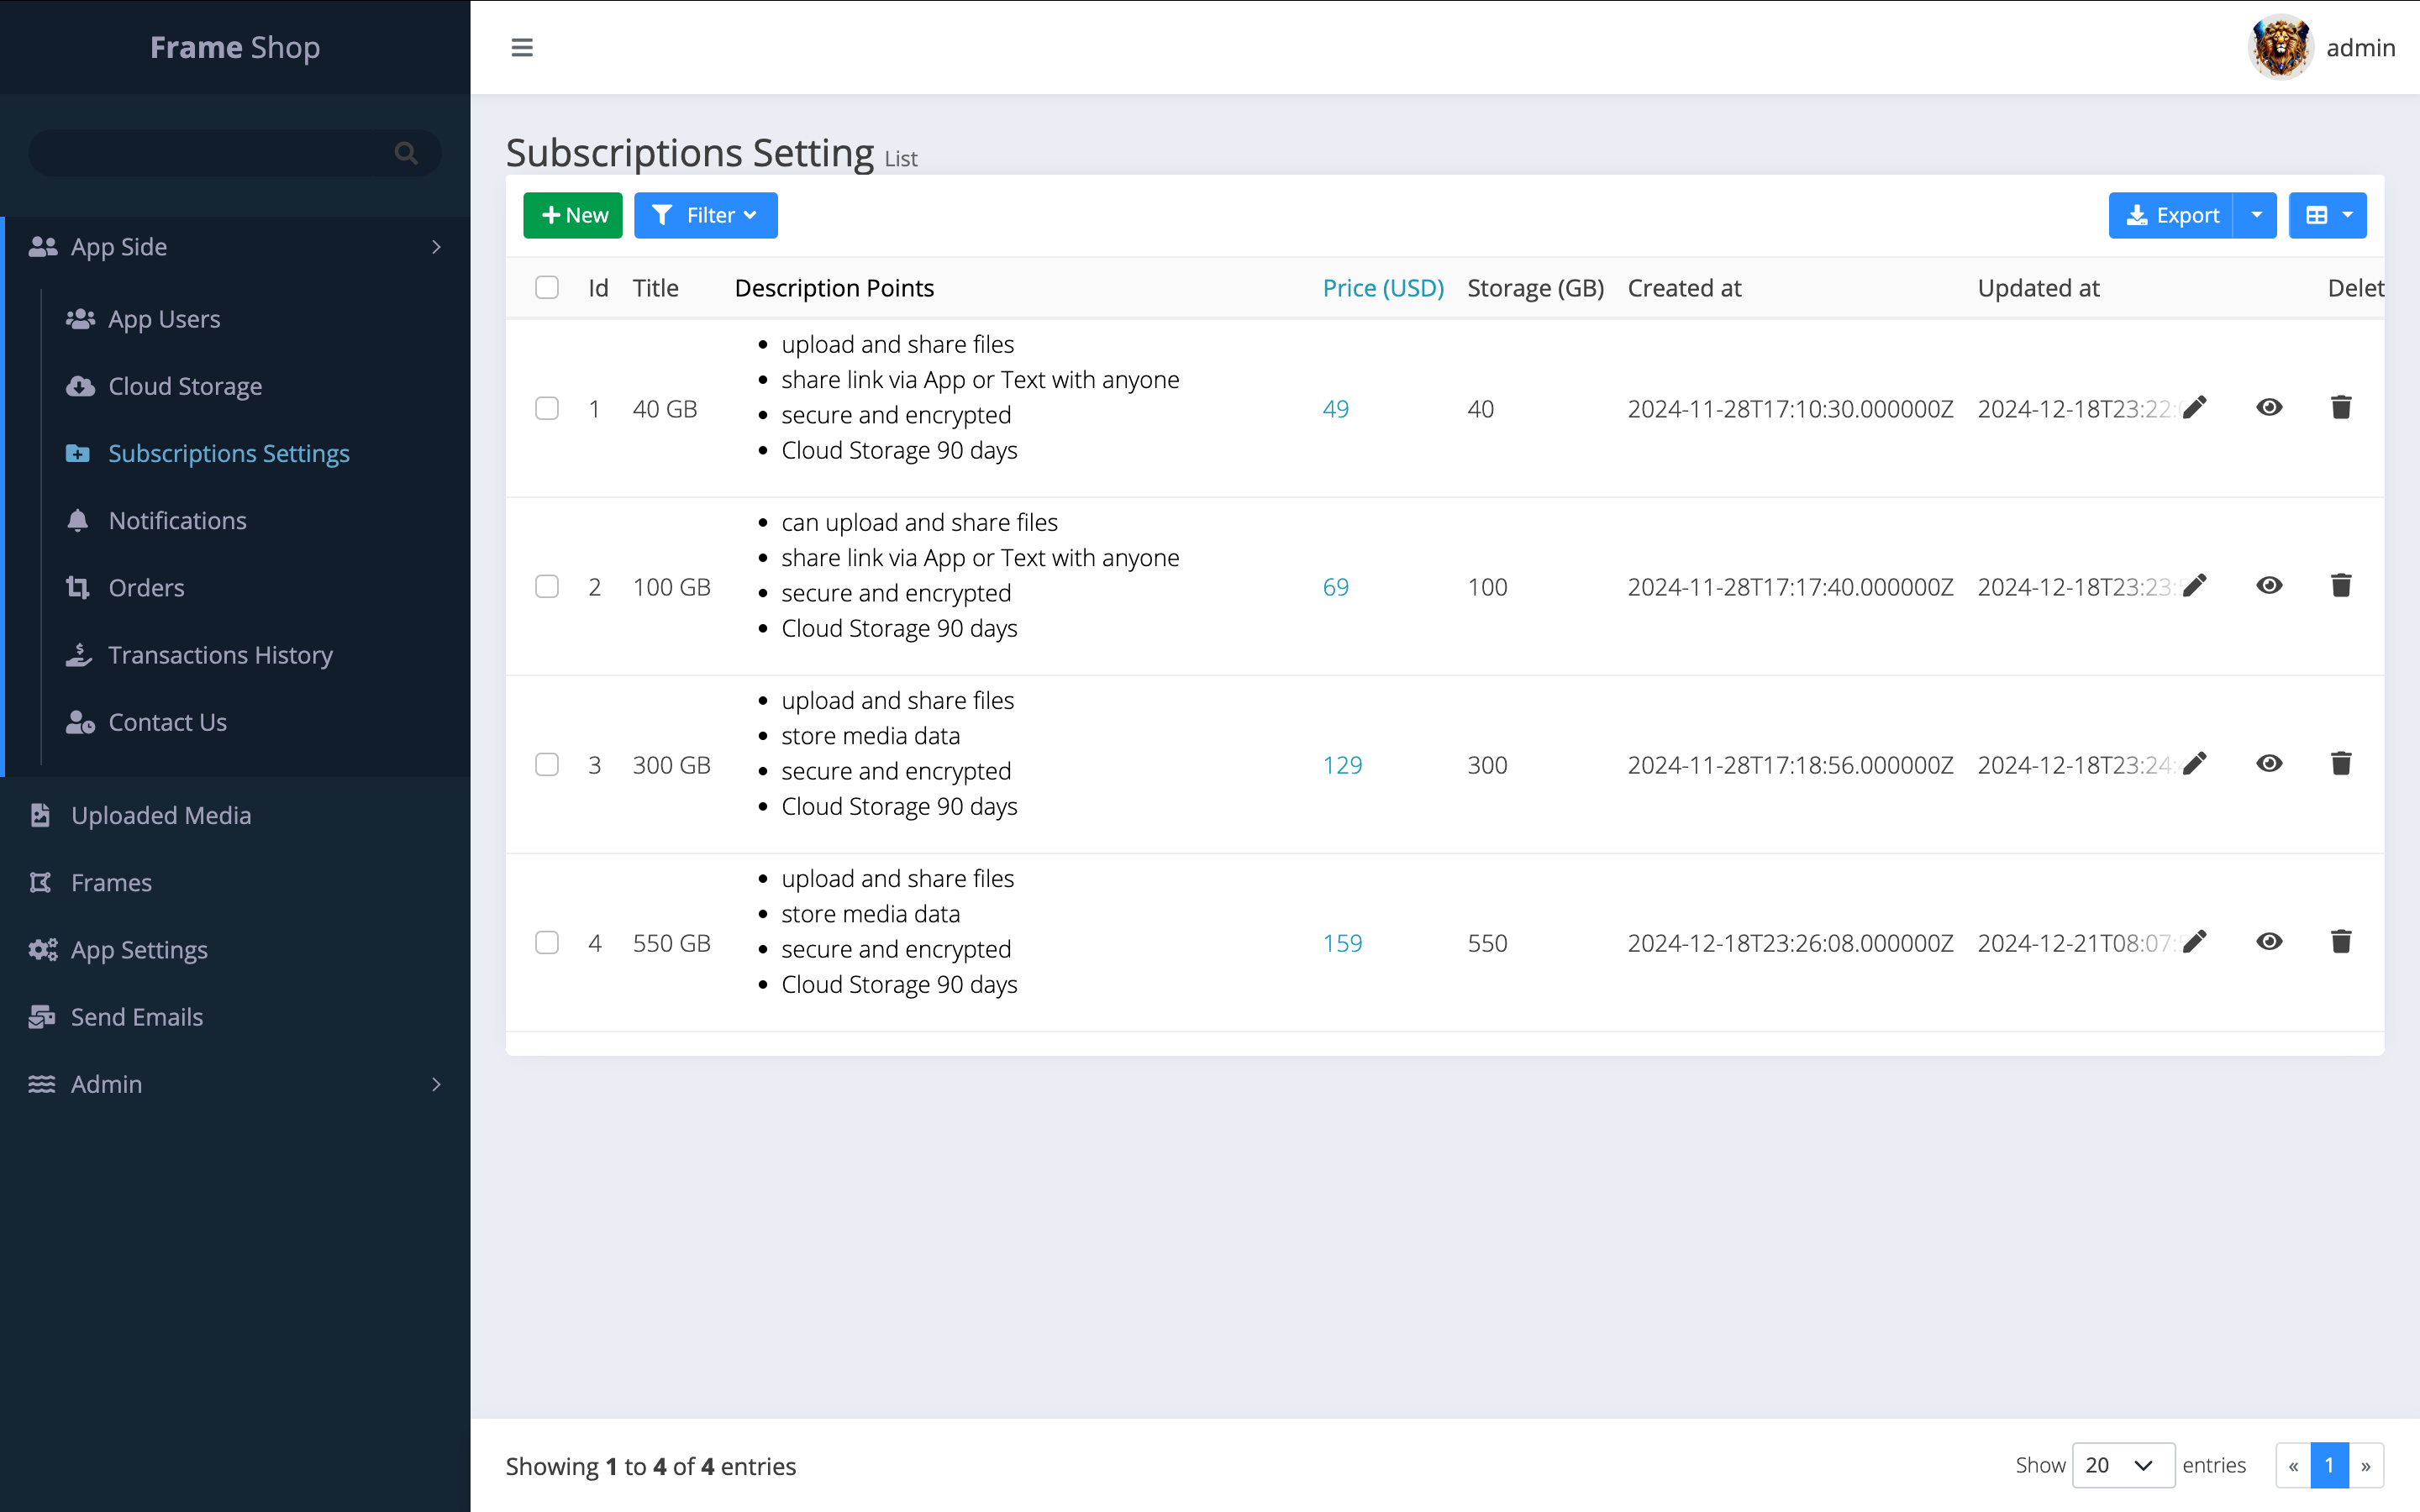 Frame Shop
admin
App Side
App Users
Cloud Storage
Subscriptions Settings
Notifications
Orders
Transactions History
Contact Us
Uploaded Media
Frames
App Settings
Send Emails
Admin
Subscriptions Setting List
New
Filter
Export
Id Title Description Points Price (USD) Storage (GB) Created at Updated at Delet
• upload and share files
• share link via App or Text with anyone
1 40 GB 49 40 2024-11-28T17:10:30.000000Z 2024-12-18T23:22:
• secure and encrypted
• Cloud Storage 90 days
• can upload and share files
• share link via App or Text with anyone
2 100 GB 69 100 2024-11-28T17:17:40.000000Z 2024-12-18T23:23:
• secure and encrypted
• Cloud Storage 90 days
• upload and share files
• store media data
3 300 GB 129 300 2024-11-28T17:18:56.000000Z 2024-12-18T23:24:
• secure and encrypted
• Cloud Storage 90 days
• upload and share files
• store media data
4 550 GB 159 550 2024-12-18T23:26:08.000000Z 2024-12-21T08:07:
• secure and encrypted
• Cloud Storage 90 days
Showing 1 to 4 of 4 entries
Show 20 entries
« 1 »